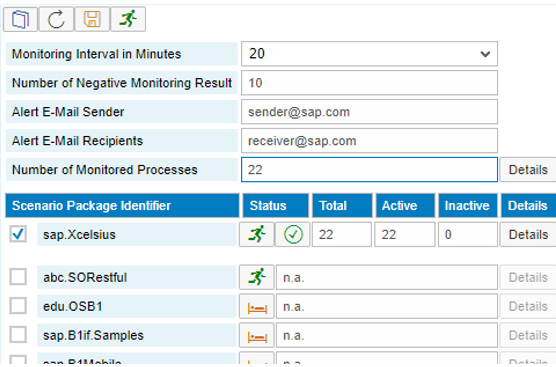 Monitoring Interval in Minutes 20
Number of Negative Monitoring Result 10
Alert E-Mail Sender sender@sap.com
Alert E-Mail Recipients receiver@sap.com
Number of Monitored Processes 22 Details
Scenario Package Identifier Status Total Active Inactive Details
sap.Xcelsius 22 22 0 Details
abc.SORestful n.a. Details
edu.OSB1 n.a. Details
sap.B1if.Samples n.a. Details
sap.B1Mobile n.a. Details